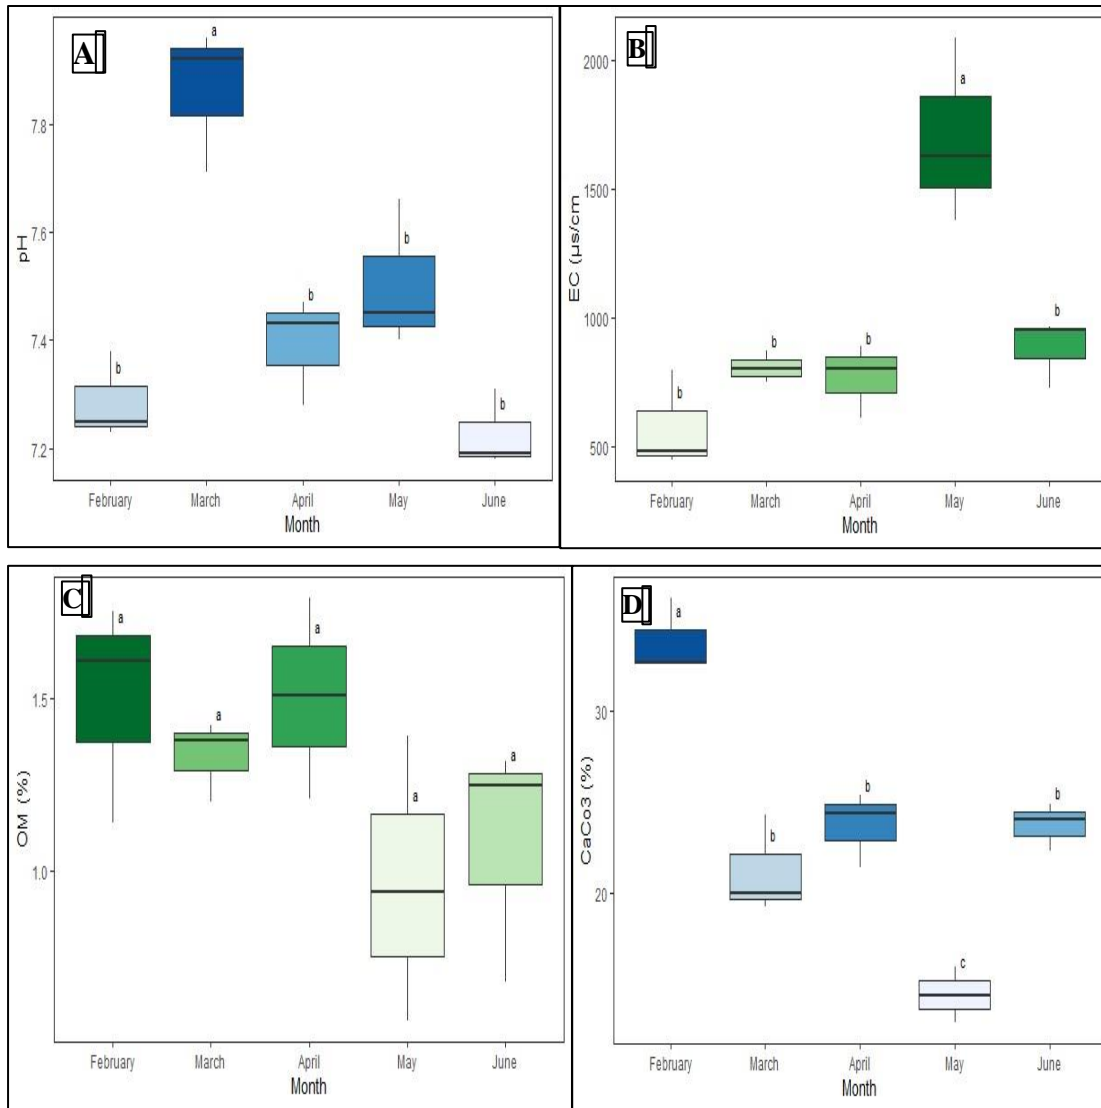 A
pH
7.8
7.6
7.4
7.2
a
b
b
b
b
February March April May June
Month
B
EC (µs/cm
2000
1500
1000
500
b
b
b
a
b
February March April May June
Month
C
OM (%)
1.5
1.0
a
a
a
a
a
February March April May June
Month
D
CaCo3 (%)
30
20
a
b
b
c
b
February March April May June
Month